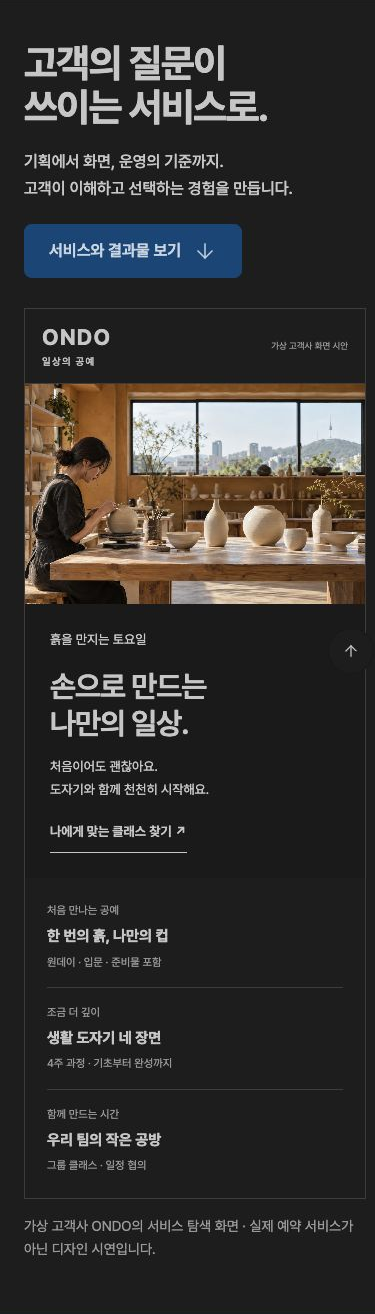 고객의 질문이
쓰이는 서비스로.
기획에서 화면, 운영의 기준까지.
고객이 이해하고 선택하는 경험을 만듭니다.
서비스와 결과물 보기 ↓
ONDO
일상의 공예
가상 고객사 화면 시안
흙을 만지는 토요일
손으로 만드는
나만의 일상.
처음이어도 괜찮아요.
도자기와 함께 천천히 시작해요.
나에게 맞는 클래스 찾기 ↗
처음 만나는 공예
한 번의 흙, 나만의 컵
원데이 · 입문 · 준비물 포함
조금 더 깊이
생활 도자기 네 장면
4주 과정 · 기초부터 완성까지
함께 만드는 시간
우리 팀의 작은 공방
그룹 클래스 · 일정 협의
가상 고객사 ONDO의 서비스 탐색 화면 · 실제 예약 서비스가
아닌 디자인 시연입니다.